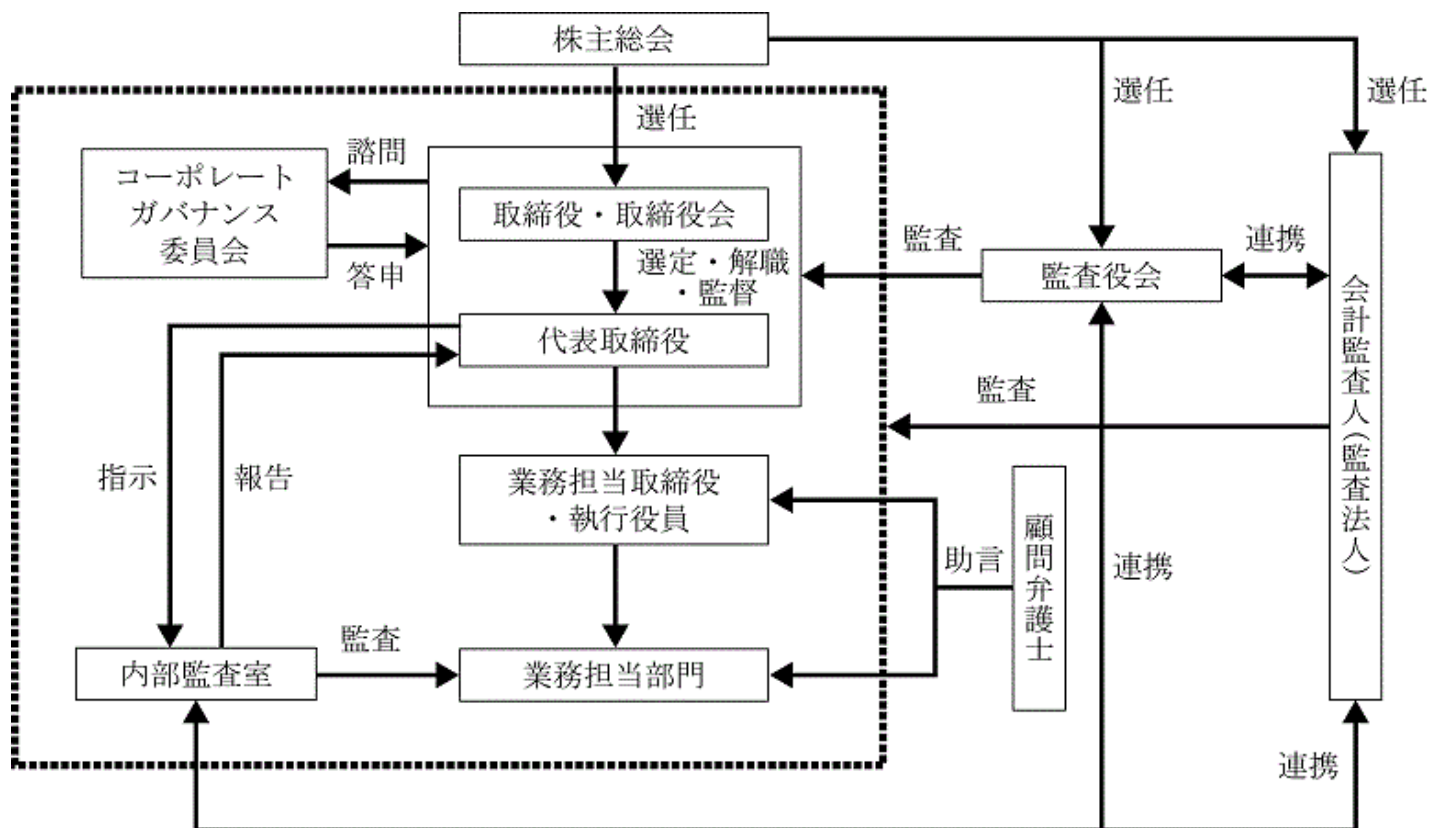 株主総会
選任
選任
選任
諮問
コーポレート
ガバナンス
委員会
答申
取締役・取締役会
選定・解職
・監督
代表取締役
監査
監査役会
連携
会計監査人(監査法人)
監査
指示
報告
業務担当取締役
・執行役員
助言
顧問弁護士
連携
内部監査室
監査
業務担当部門
連携